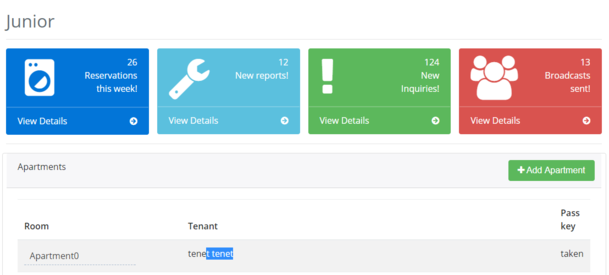 Junior
26
Reservations
this week!
View Details
12
New reports!
View Details
124
New
Inquiries!
View Details
13
Broadcasts
sent!
View Details
Apartments
+ Add Apartment
Room Tenant Pass key
Apartment0 tenet tenet taken